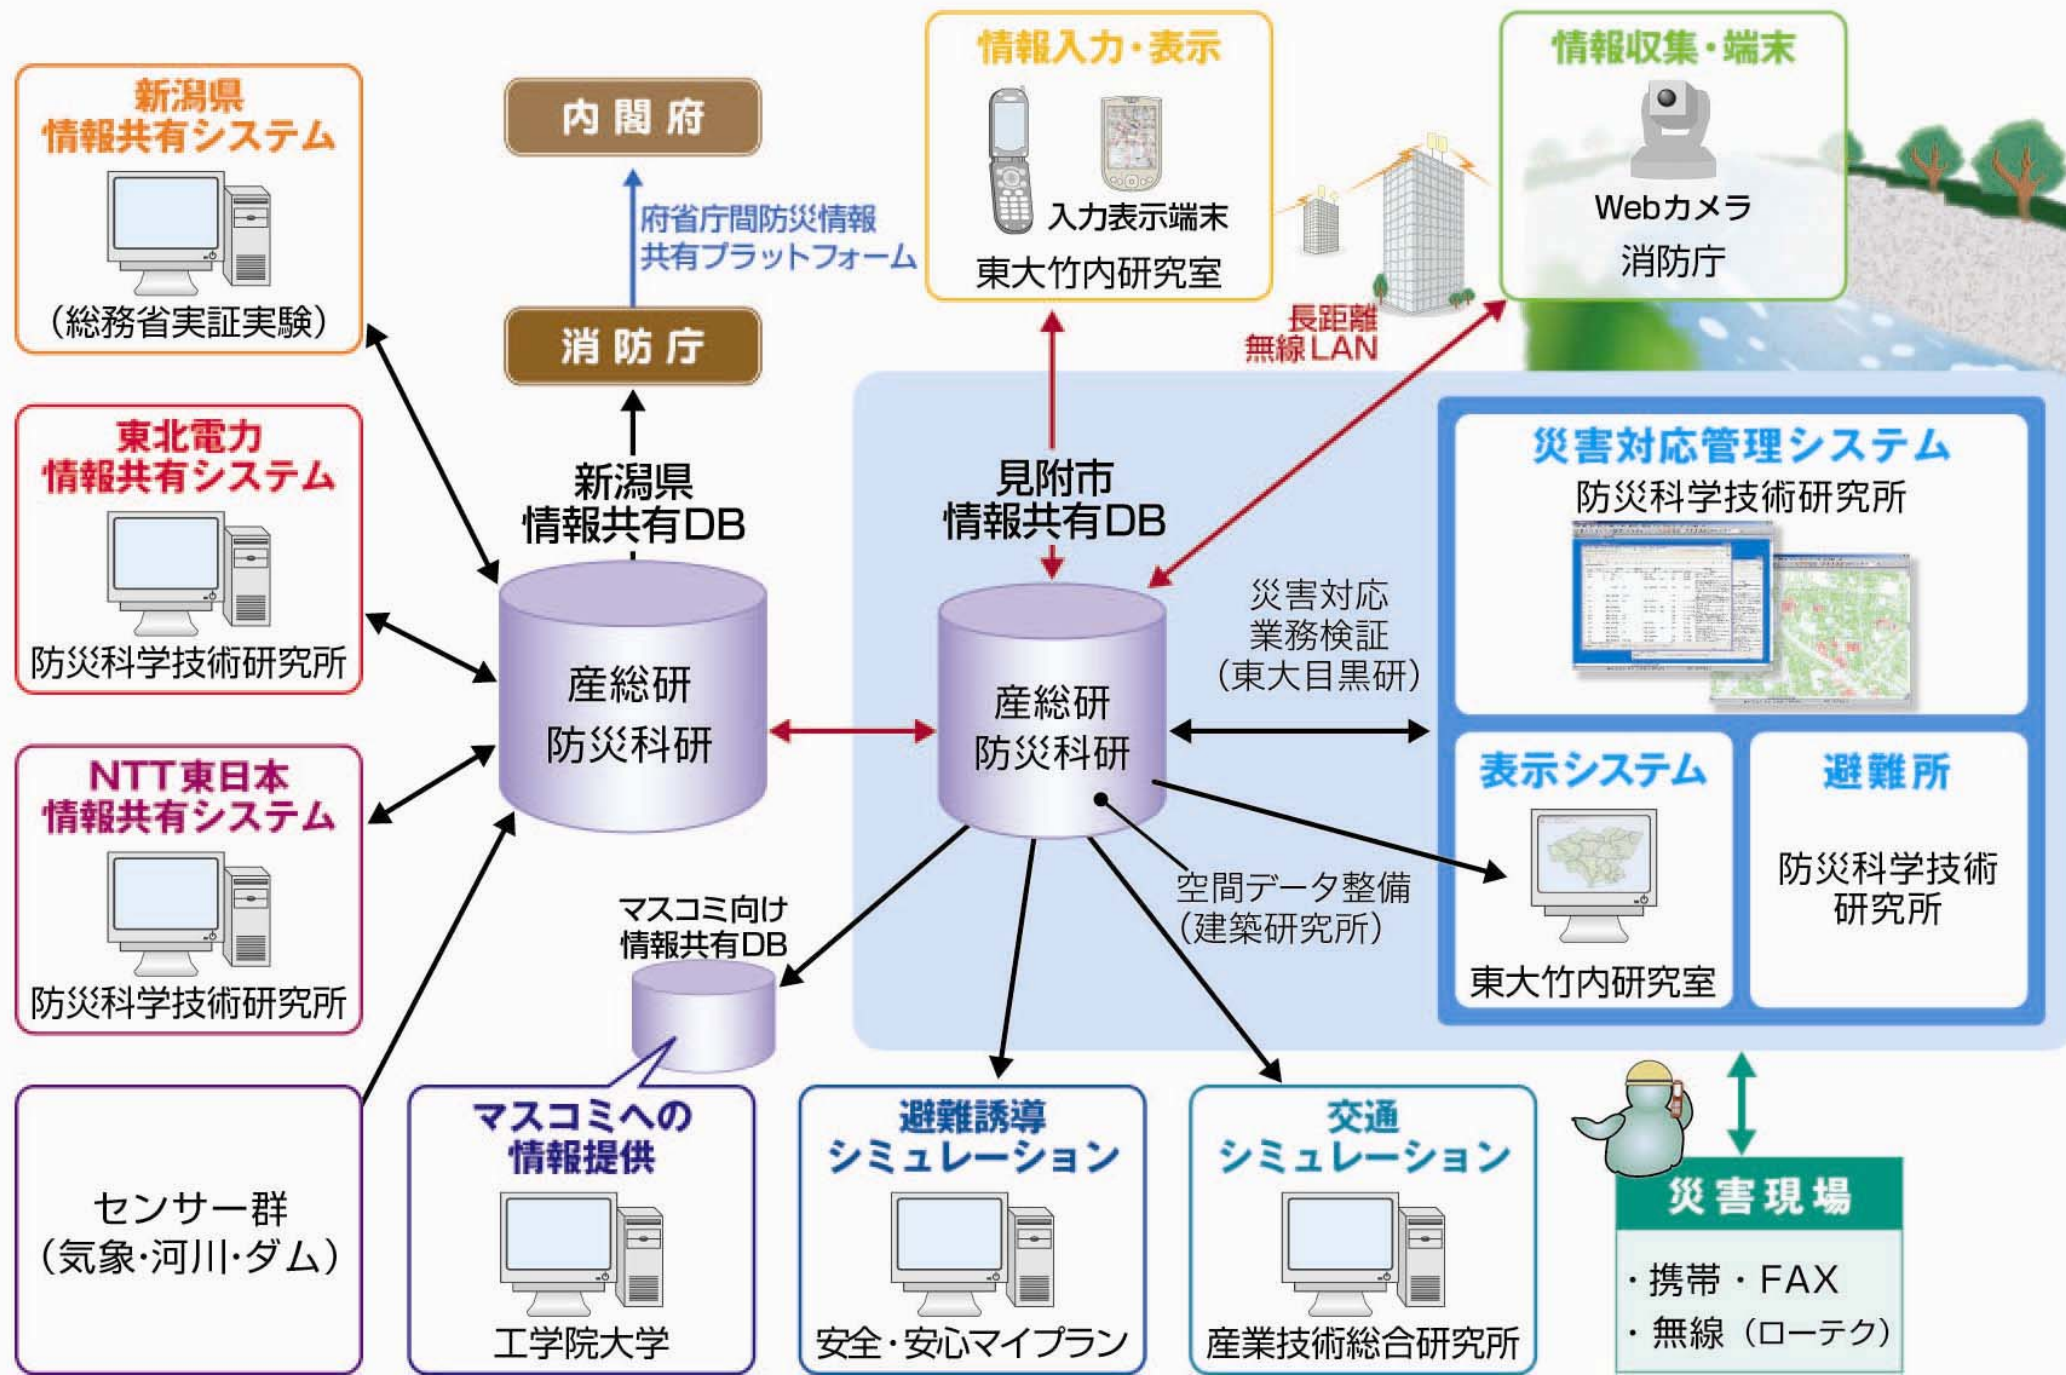 新潟県
情報共有システム
(総務省実証実験)
東北電力
情報共有システム
防災科学技術研究所
NTT東日本
情報共有システム
防災科学技術研究所
センサー群
(気象・河川・ダム)
内閣府
府省庁間防災情報
共有プラットフォーム
消防庁
新潟県
情報共有DB
産総研
防災科研
情報入力・表示
入力表示端末
東大竹内研究室
長距離
無線LAN
情報収集・端末
Webカメラ
消防庁
見附市
情報共有DB
産総研
防災科研
災害対応
業務検証
(東大目黒研)
空間データ整備
(建築研究所)
災害対応管理システム
防災科学技術研究所
表示システム
東大竹内研究室
避難所
防災科学技術
研究所
マスコミ向け
情報共有DB
マスコミへの
情報提供
工学院大学
避難誘導
シミュレーション
安全・安心マイプラン
交通
シミュレーション
産業技術総合研究所
災害現場
・携帯・FAX
・無線(ローテク)